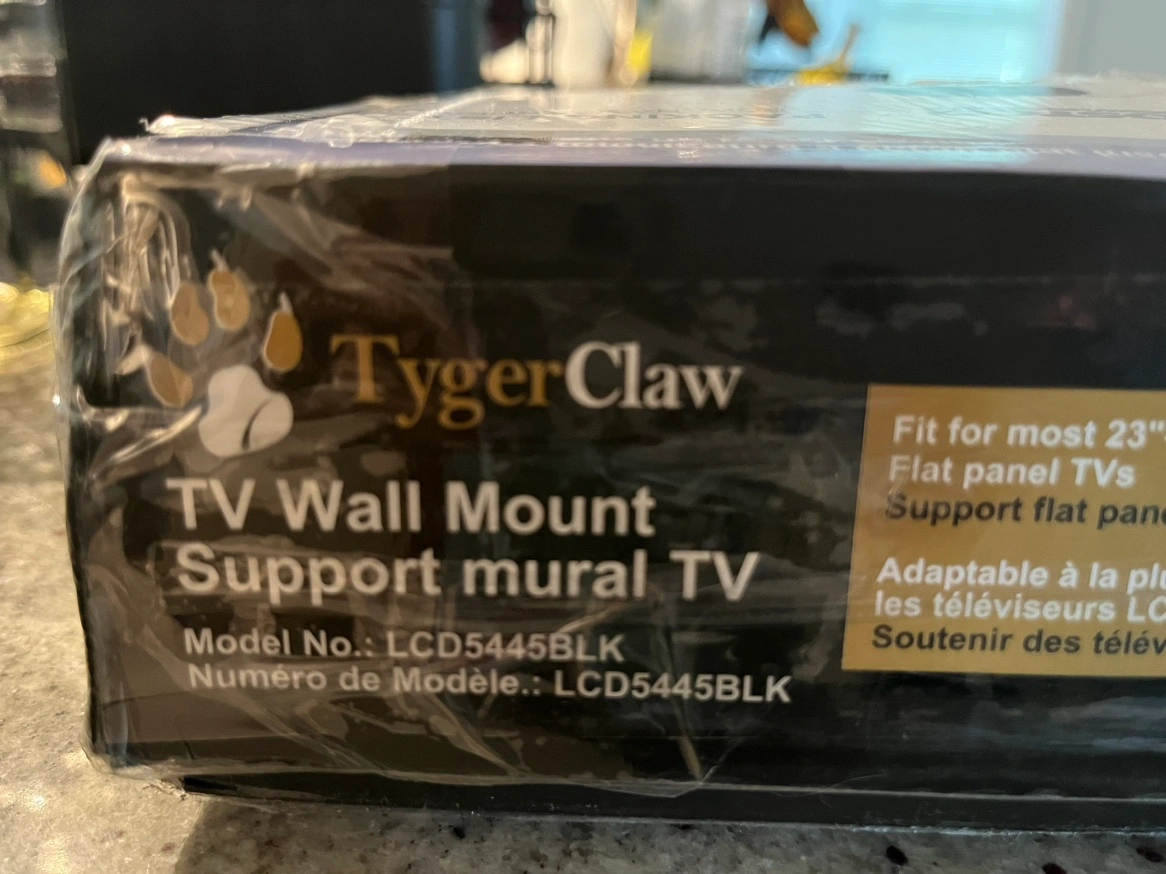 TygerClaw
TV Wall Mount
Support mural TV
Model No.: LCD5445BLK
Numéro de Modèle.: LCD5445BLK
Fit for most 23"
Flat panel TVs
Support flat
Adaptable à la
les téléviseurs
Soutenir des